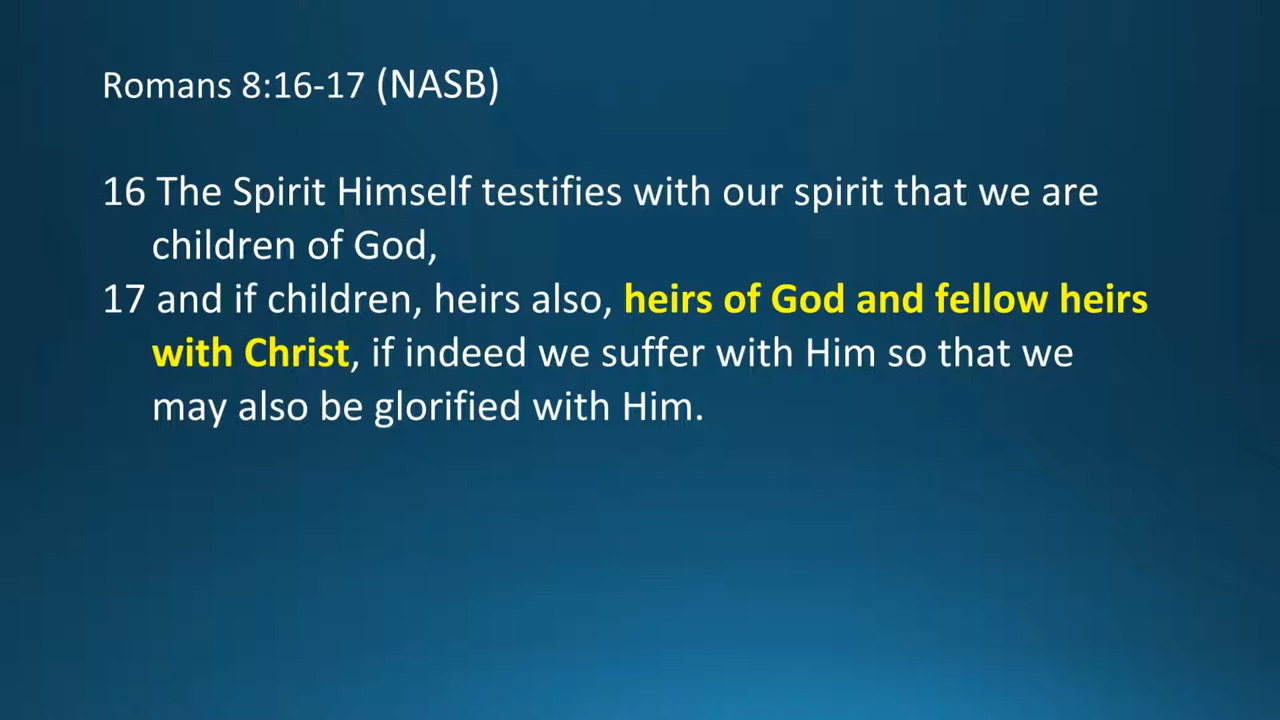 Romans 8:16-17 (NASB)
16 The Spirit Himself testifies with our spirit that we are
children of God,
17 and if children, heirs also, heirs of God and fellow heirs
with Christ, if indeed we suffer with Him so that we
may also be glorified with Him.